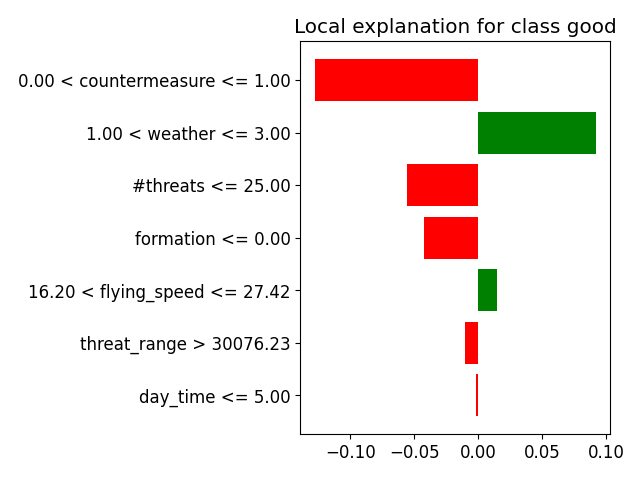 Local explanation for class good
0.00 < countermeasure <= 1.00
1.00 < weather <= 3.00
#threats <= 25.00
formation <= 0.00
16.20 < flying_speed <= 27.42
threat_range > 30076.23
day_time <= 5.00
−0.10 −0.05 0.00 0.05 0.10